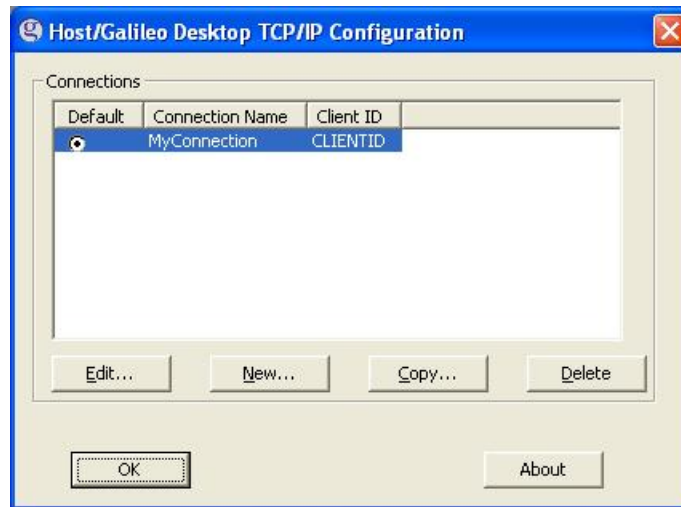 Host/Galileo Desktop TCP/IP Configuration
Connections
Default Connection Name Client ID
MyConnection CLIENTID
Edit... New... Copy... Delete
OK About